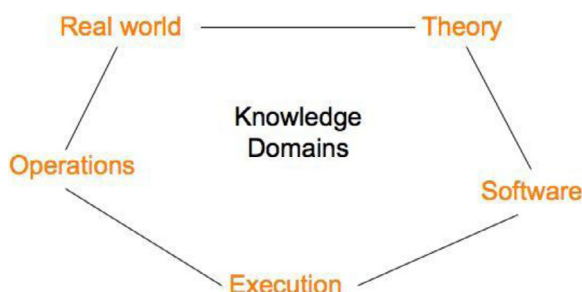 Real world
Theory
Knowledge
Domains
Operations
Software
Execution